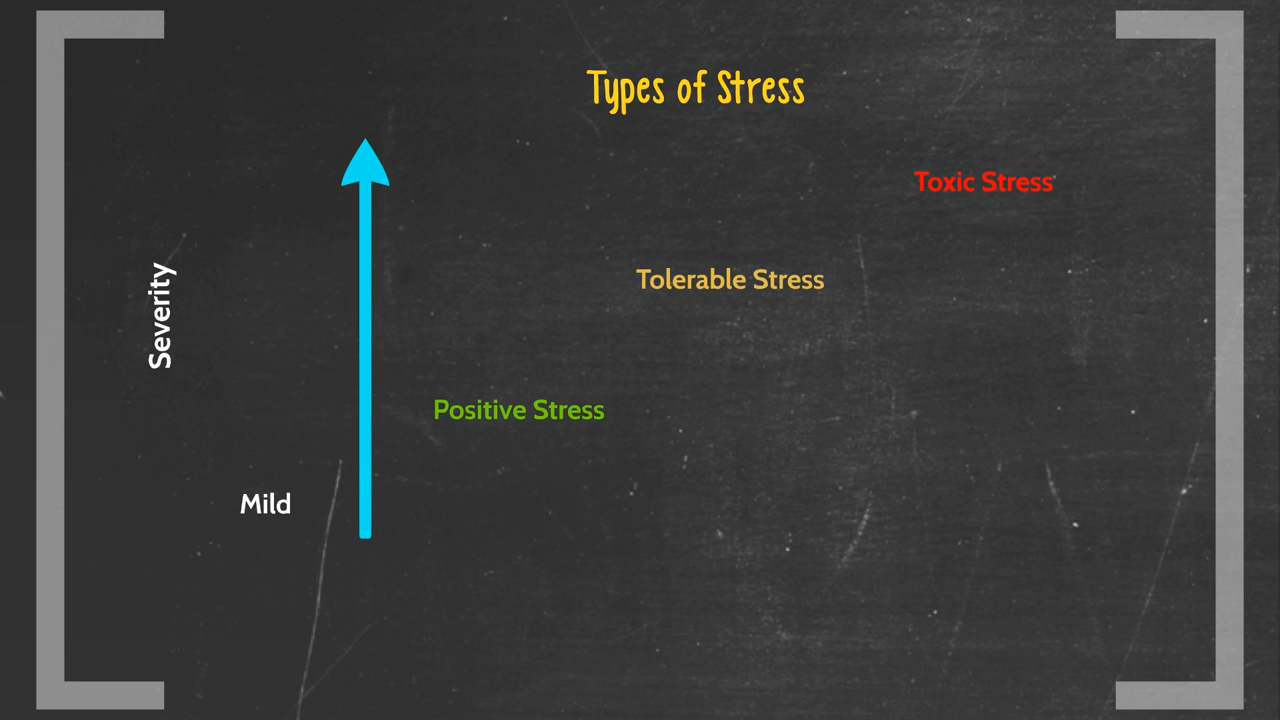 Types of Stress
Toxic Stress
Tolerable Stress
Severity
Positive Stress
Mild